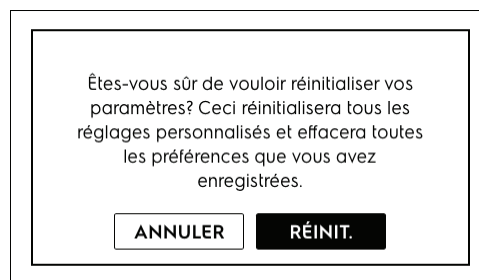 Êtes-vous sûr de vouloir réinitialiser vos
paramètres? Ceci réinitialisera tous les
réglages personnalisés et effacera toutes
les préférences que vous avez
enregistrées.
ANNULER RÉINIT.